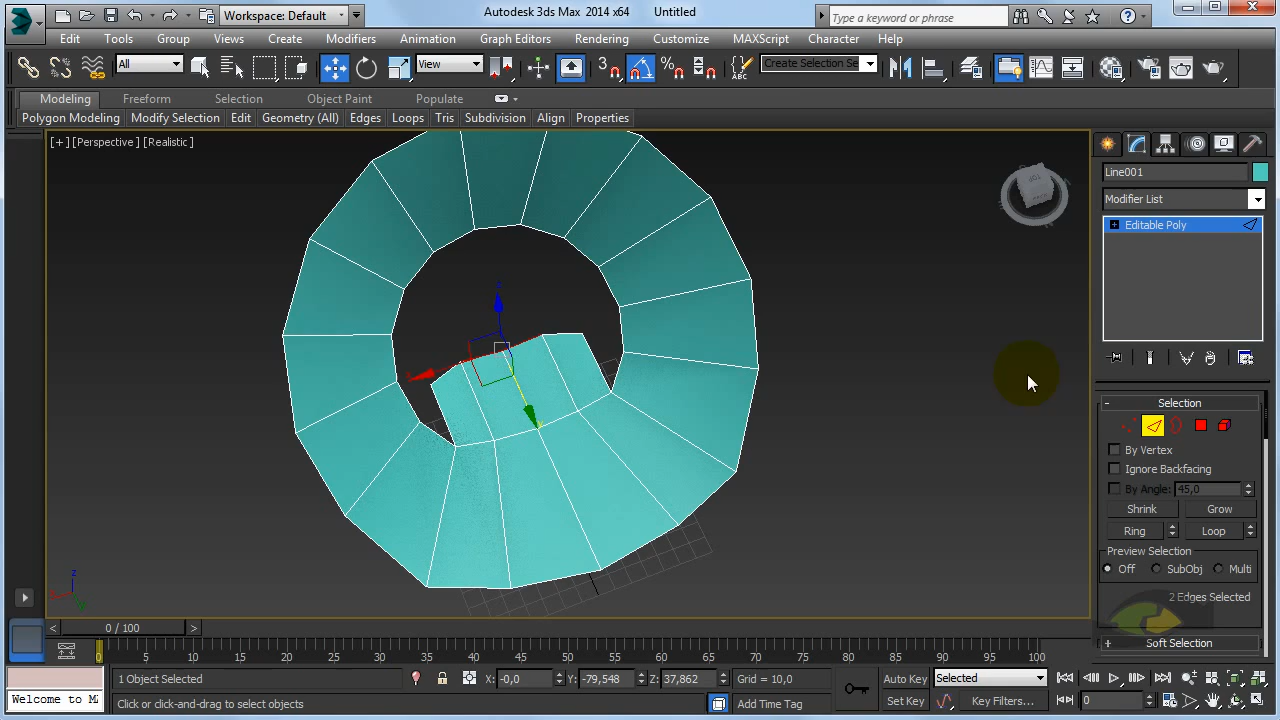 Workspace: Default
Autodesk 3ds Max 2014 x64 Untitled
Type a keyword or phrase
Edit Tools Group Views Create Modifiers Animation Graph Editors Rendering Customize MAXScript Character Help
All View 3 Create Selection Se
Modeling Freeform Selection Object Paint Populate
Polygon Modeling Modify Selection Edit Geometry (All) Edges Loops Tris Subdivision Align Properties
[+] [Perspective] [Realistic]
Line001
Modifier List
Editable Poly
- Selection
By Vertex
Ignore Backfacing
By Angle: 45,0
Shrink Grow
Ring Loop
Preview Selection
Off SubObj Multi
2 Edges Selected
+ Soft Selection
< 0 / 100 >
0 5 10 15 20 25 30 35 40 45 50 55 60 65 70 75 80 85 90 95 100
1 Object Selected X: -0,0 Y: -79,548 Z: 37,862 Grid = 10,0 Auto Key Selected
Welcome to M Click or click-and-drag to select objects Add Time Tag Set Key Key Filters... 0